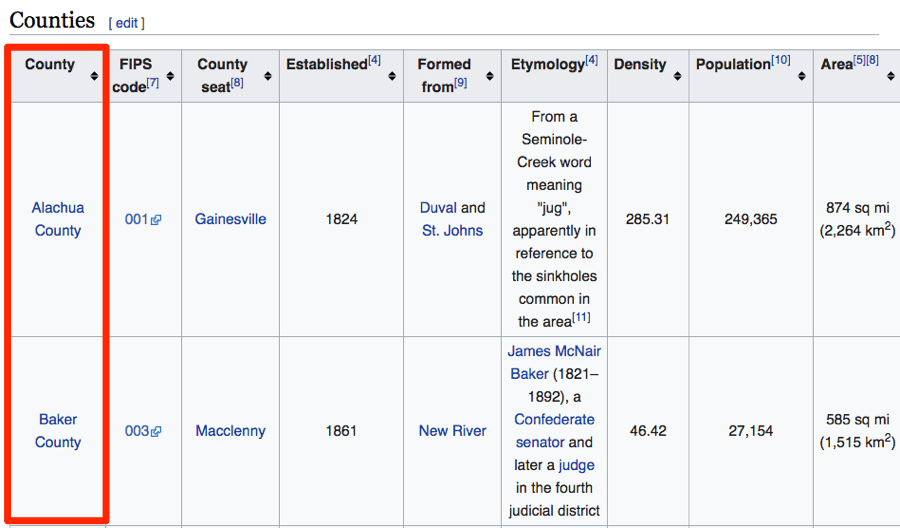 Counties [ edit ]
County FIPS code[7] County seat[8] Established[4] Formed from[9] Etymology[4] Density Population[10] Area[5][8]
Alachua County 001 Gainesville 1824 Duval and St. Johns From a Seminole-Creek word meaning "jug", apparently in reference to the sinkholes common in the area[11] 285.31 249,365 874 sq mi (2,264 km2)
Baker County 003 Macclenny 1861 New River James McNair Baker (1821–1892), a Confederate senator and later a judge in the fourth judicial district 46.42 27,154 585 sq mi (1,515 km2)